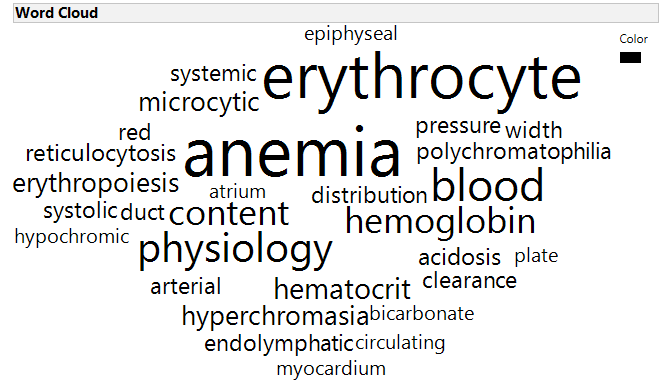 Word Cloud
epiphyseal
Color
systemic erythrocyte
microcytic
red anemia pressure width
reticulocytosis polychromatophilia
erythropoiesis atrium distribution blood
systolic duct content hemoglobin
hypochromic physiology acidosis plate
arterial hematocrit clearance
hyperchromasia bicarbonate
endolymphatic circulating
myocardium